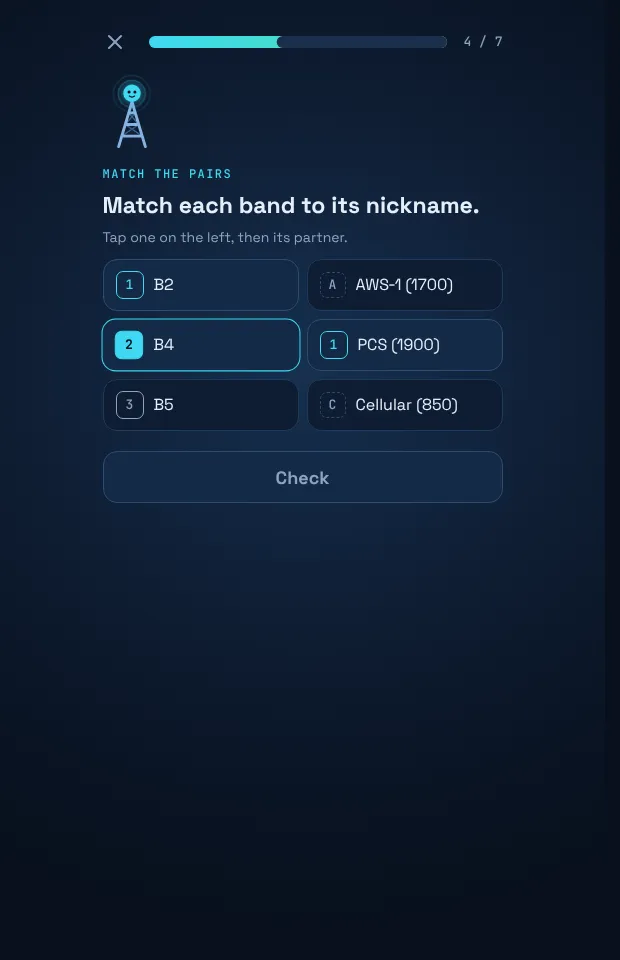 4 / 7
MATCH THE PAIRS
Match each band to its nickname.
Tap one on the left, then its partner.
1 B2
A AWS-1 (1700)
2 B4
1 PCS (1900)
3 B5
C Cellular (850)
Check